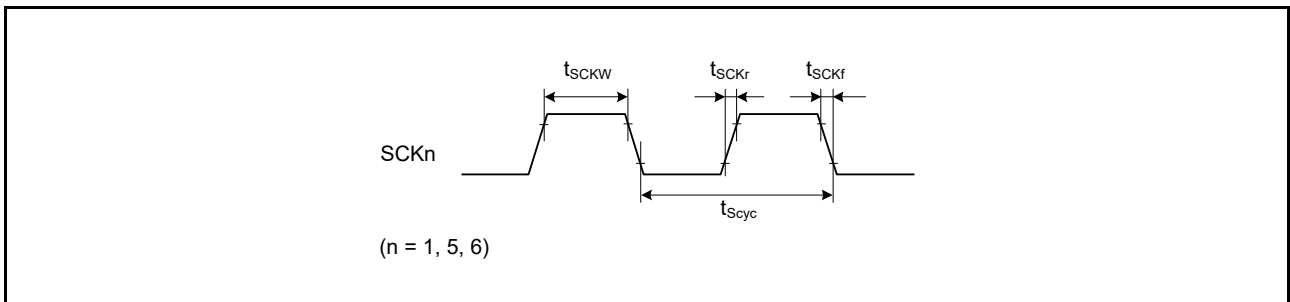 tSCKW
tSCKr
tSCKf
SCKn
tScyc
(n = 1, 5, 6)